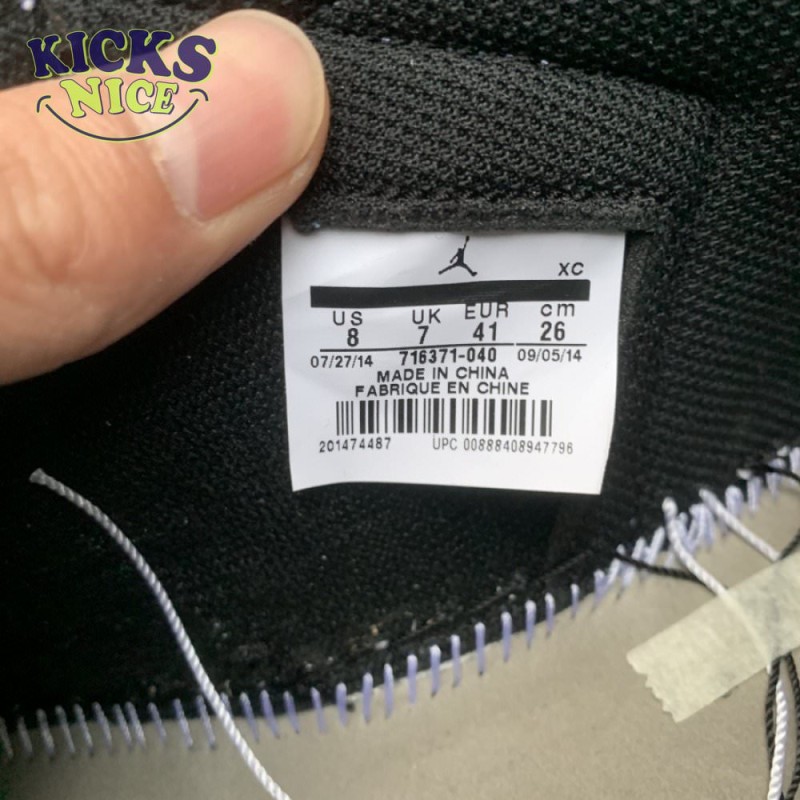 KICKS
NICE
XC
US UK EUR cm
8 7 41 26
07/27/14 716371-040 09/05/14
MADE IN CHINA
FABRIQUE EN CHINE
201474487 UPC 00888408947796